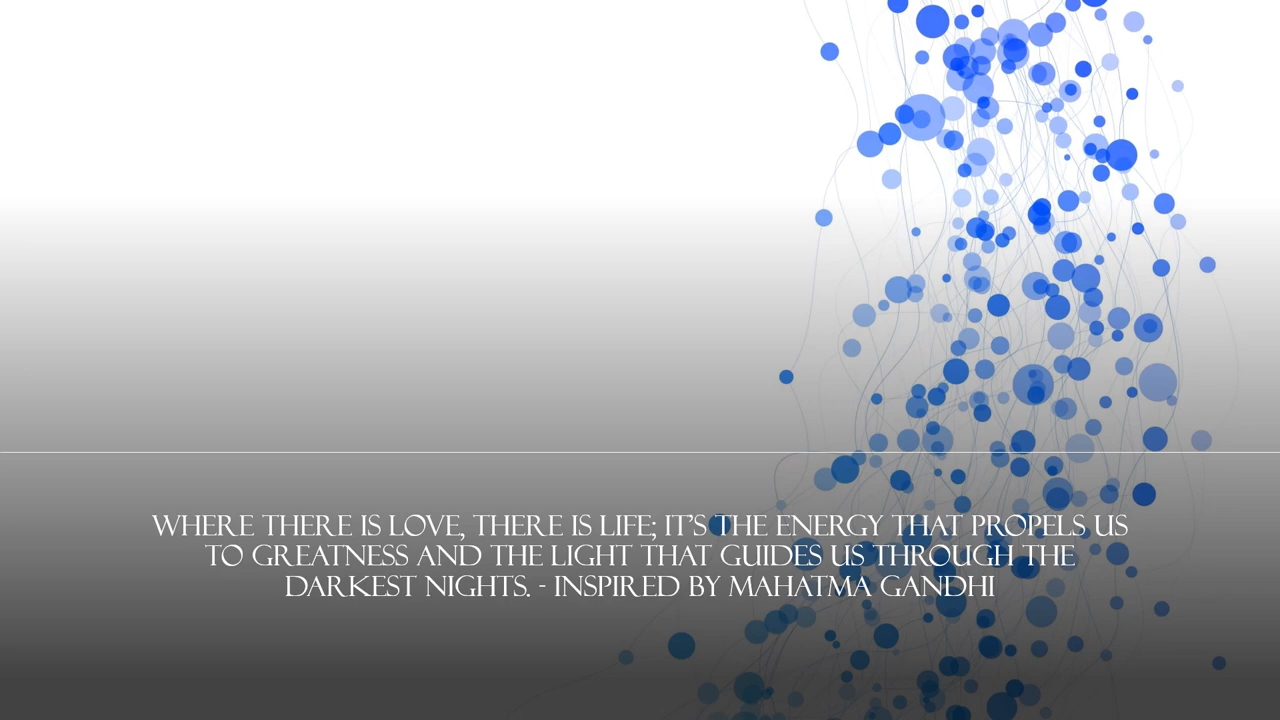 WHERE THERE IS LOVE, THERE IS LIFE; IT'S THE ENERGY THAT PROPELS US
TO GREATNESS AND THE LIGHT THAT GUIDES US THROUGH THE
DARKEST NIGHTS. - INSPIRED BY MAHATMA GANDHI